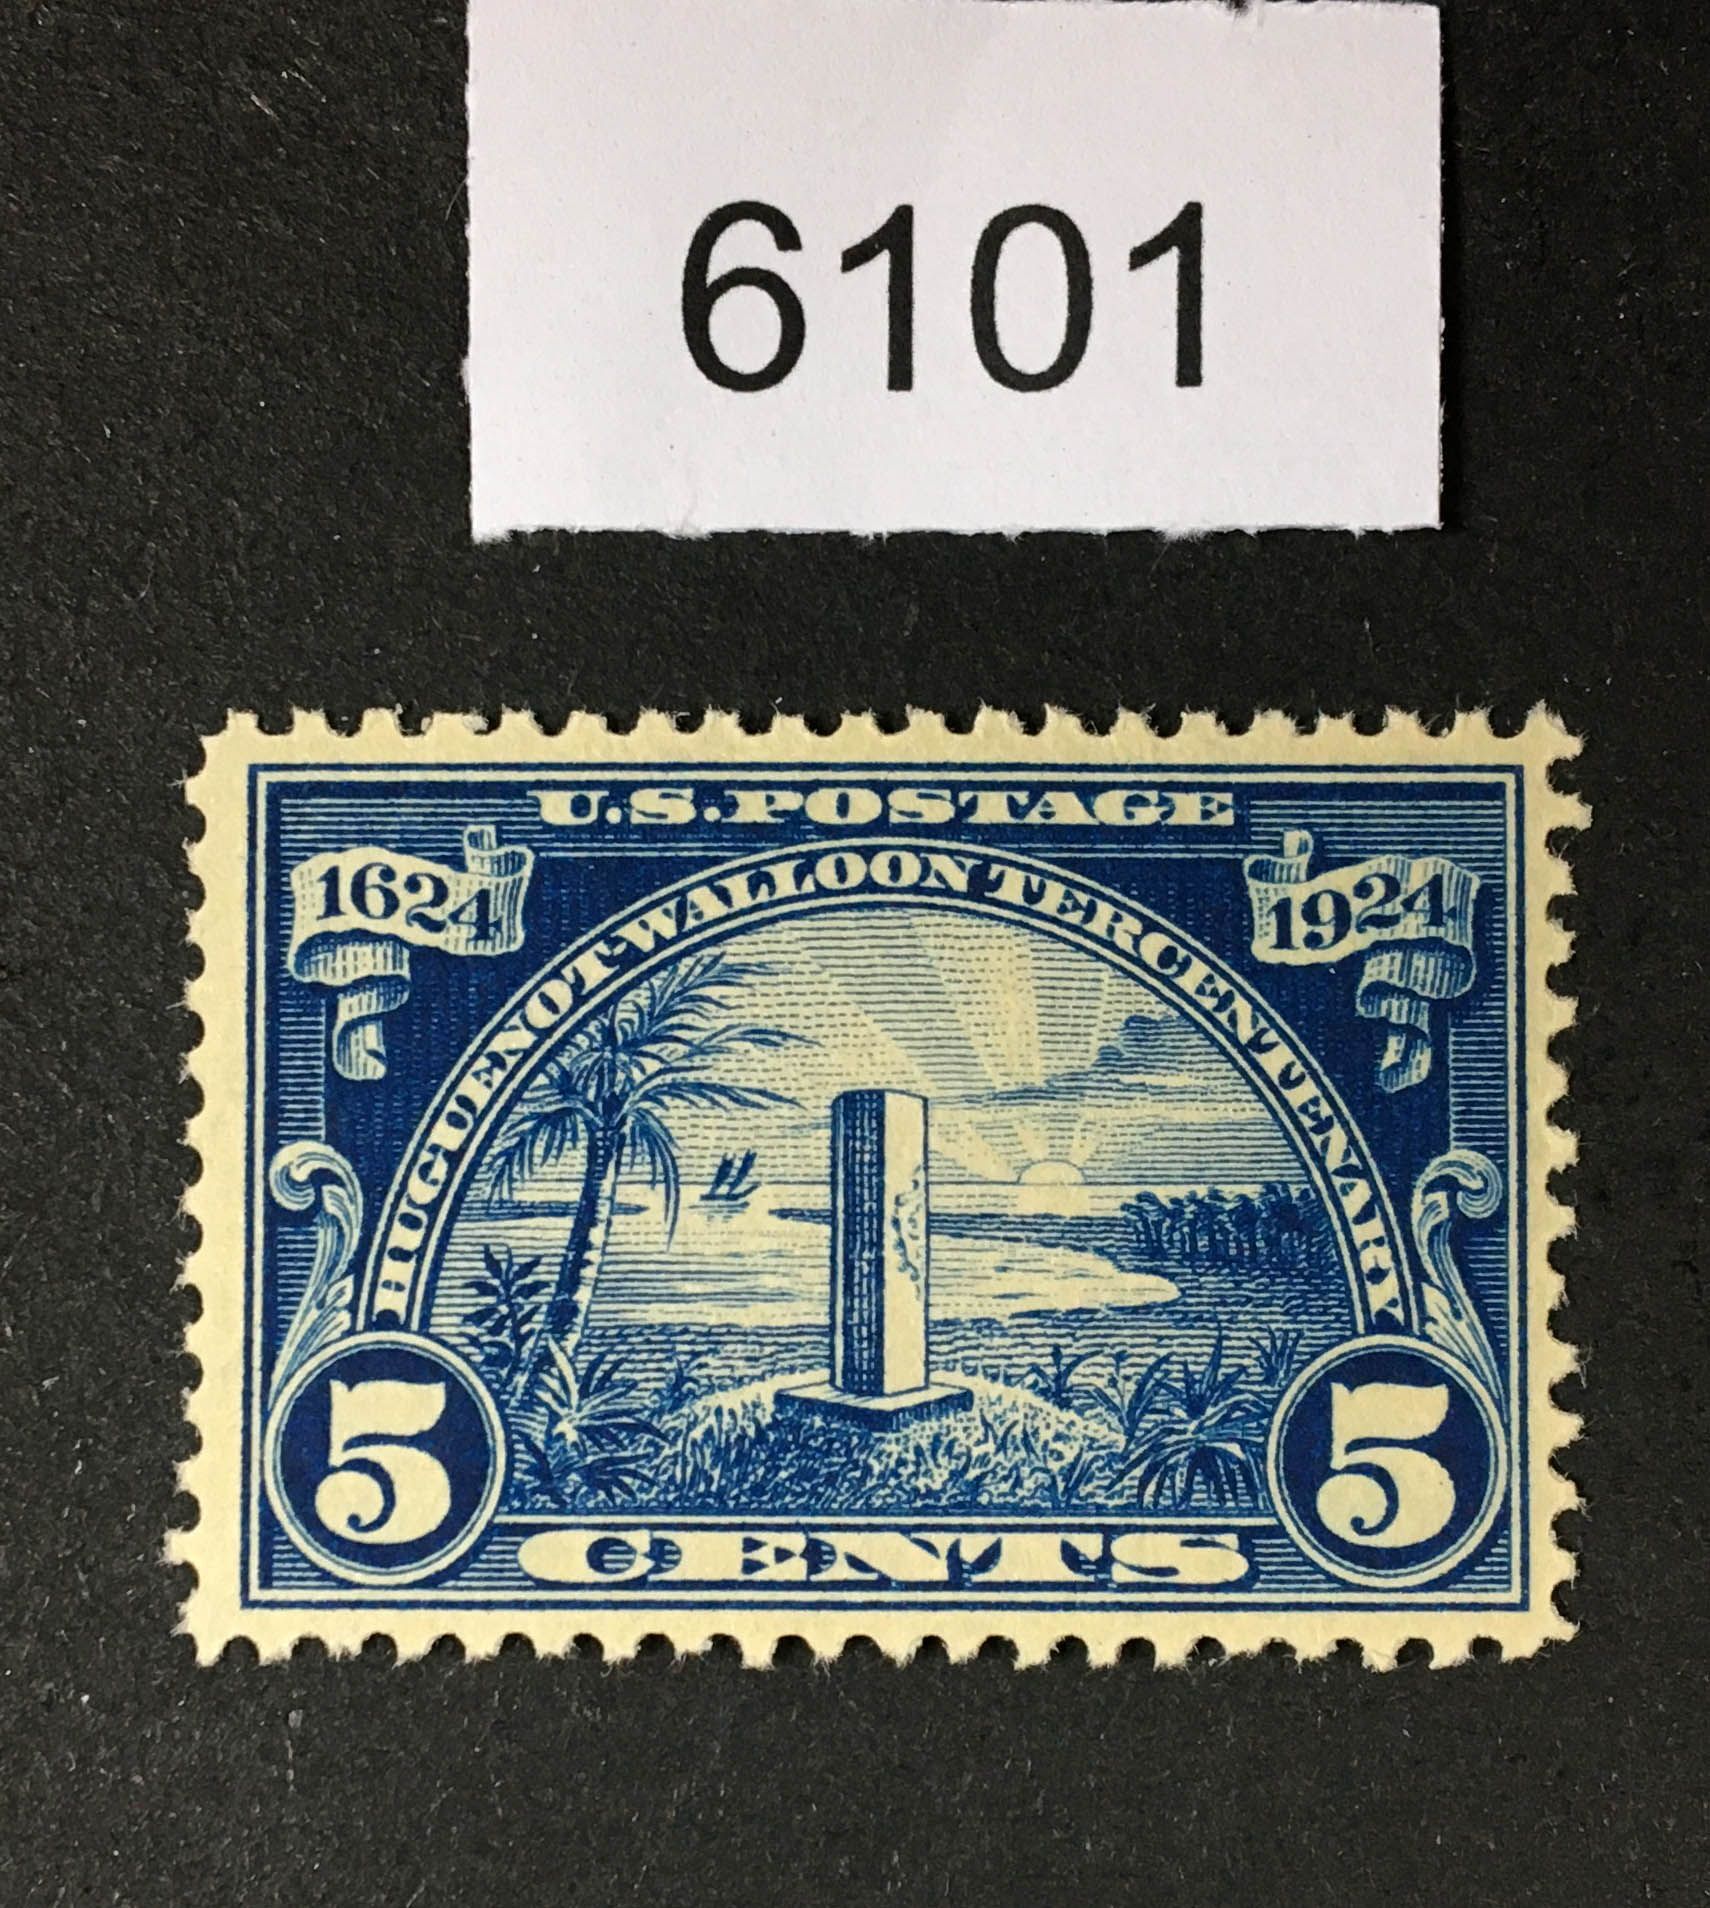 6101
U.S.POSTAGE
1624
1924
HUGUENOT-WALLOON TERCENTENARY
5
5
CENTS